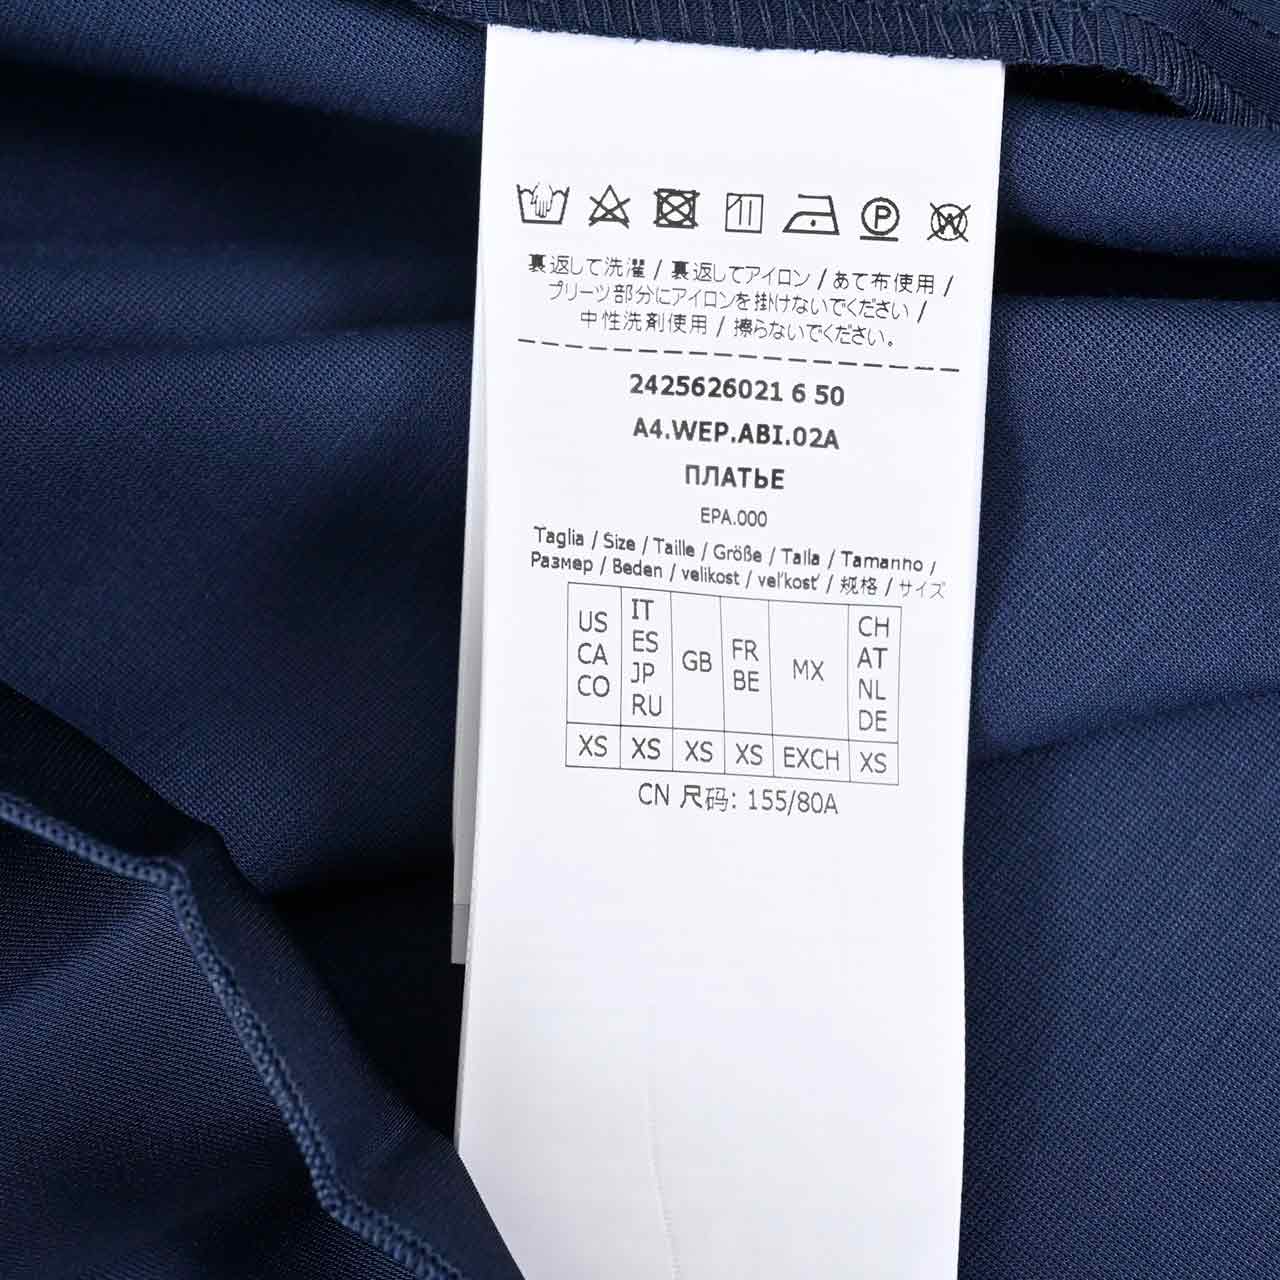 裏返して洗濯 / 裏返してアイロン / あて布使用 /
プリーツ部分にアイロンを掛けないでください /
中性洗剤使用 / 擦らないでください。
2425626021 6 50
A4.WEP.ABI.02A
ПЛАТЬЕ
EPA.000
Taglia / Size / Taille / Größe / Talla / Tamanho /
Размер / Beden / velikost / veľkosť / 规格 / サイズ
US CA CO
IT ES JP RU
GB
FR BE
MX
CH AT NL DE
XS XS XS XS EXCH XS
CN 尺码: 155/80A